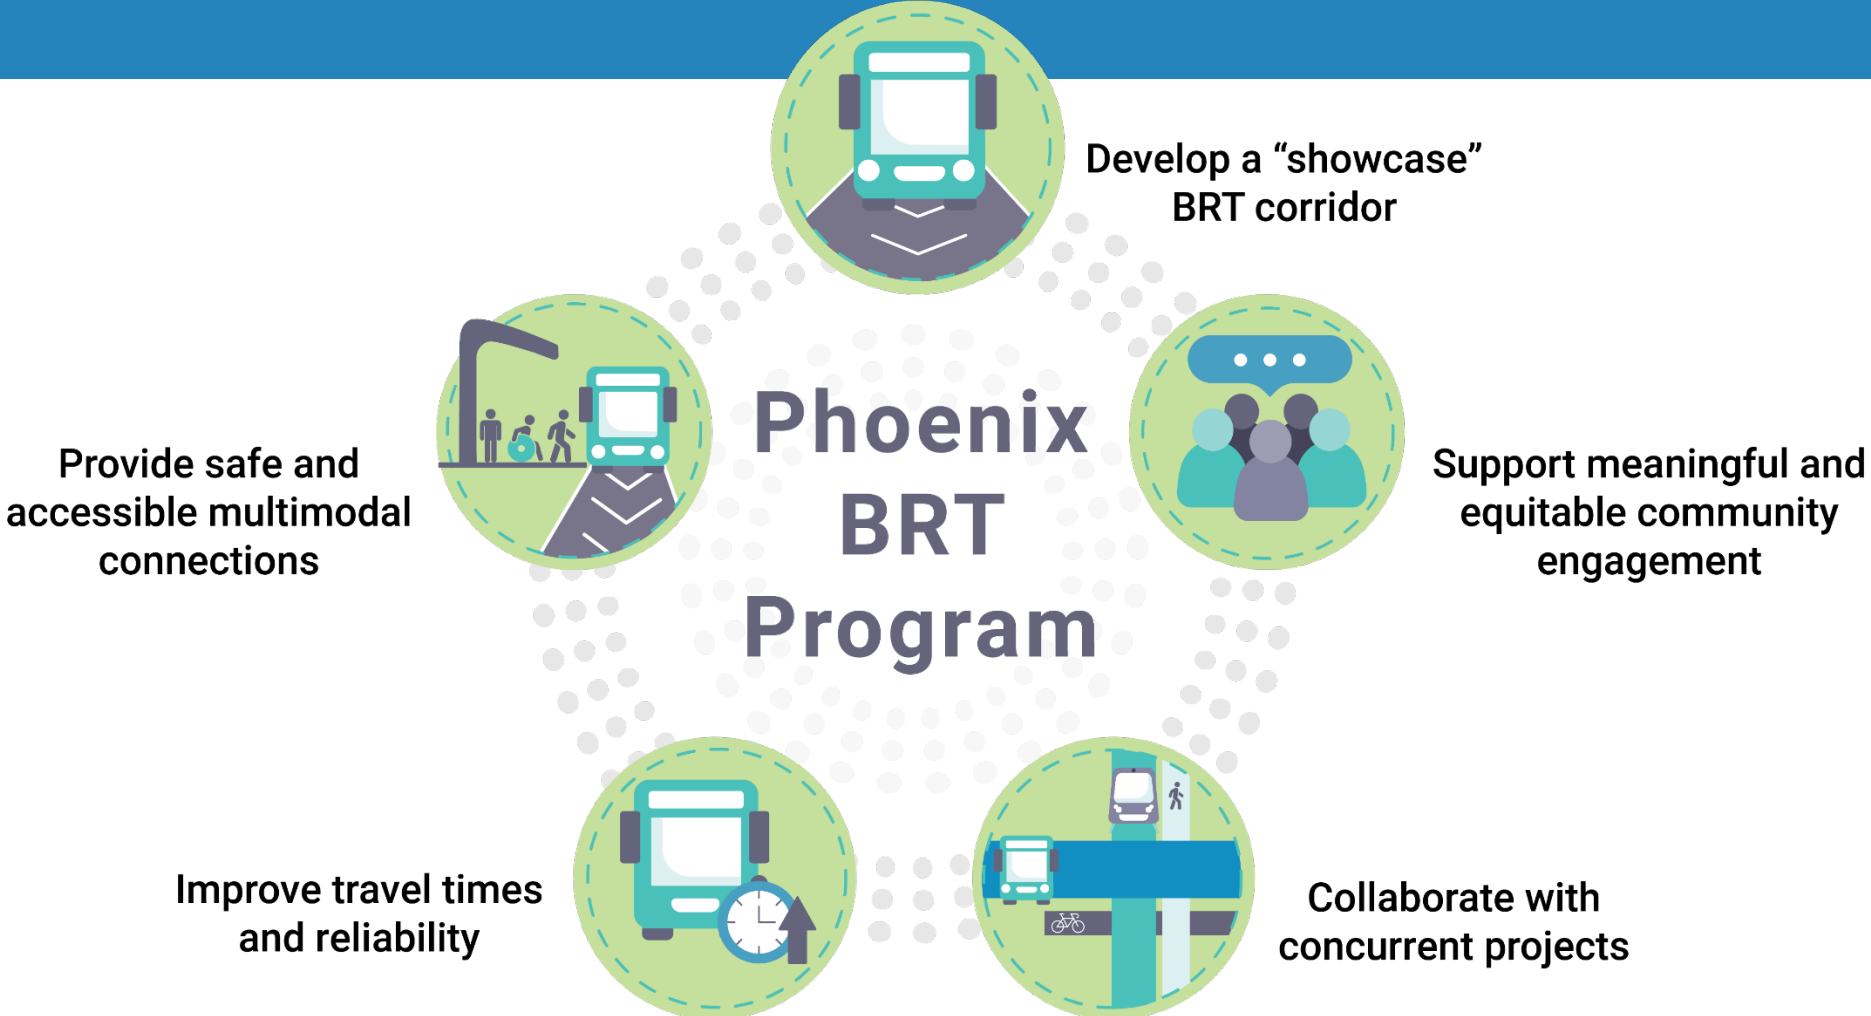 Develop a “showcase”
BRT corridor
Phoenix
BRT
Program
Provide safe and
accessible multimodal
connections
Support meaningful and
equitable community
engagement
Improve travel times
and reliability
Collaborate with
concurrent projects